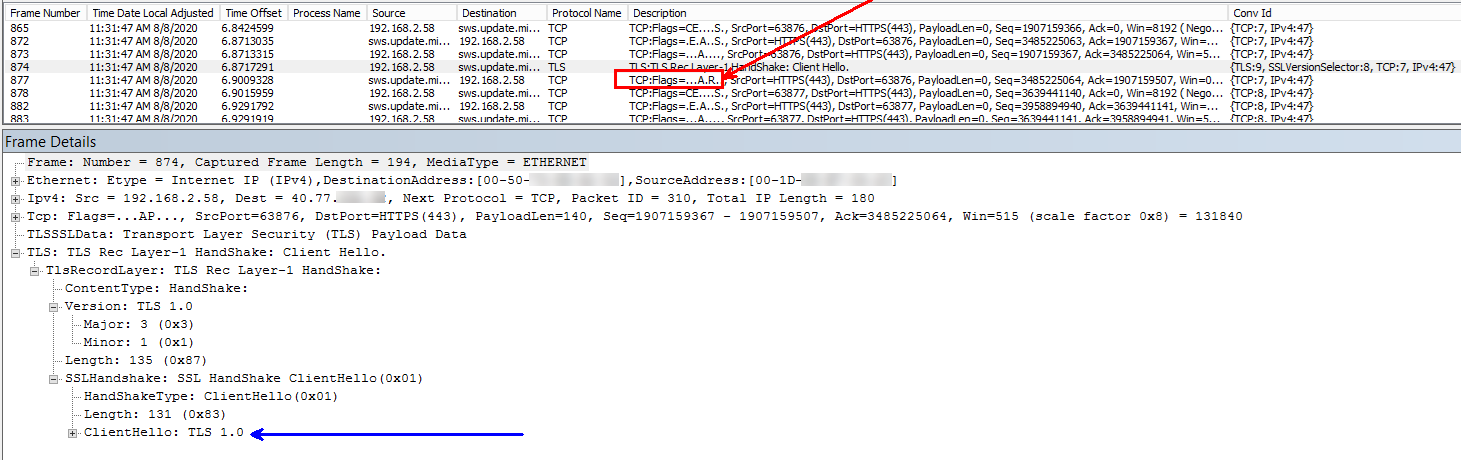 Frame Number Time Date Local Adjusted Time Offset Process Name Source Destination Protocol Name Description Conv Id
865 11:31:47 AM 8/8/2020 6.8424599 192.168.2.58 sws.update.mi... TCP TCP:Flags=CE....S., SrcPort=63876, DstPort=HTTPS(443), PayloadLen=0, Seq=1907159366, Ack=0, Win=8192 ( Nego... {TCP:7, IPv4:47}
872 11:31:47 AM 8/8/2020 6.8713035 sws.update.mi... 192.168.2.58 TCP TCP:Flags=.E.A..S., SrcPort=HTTPS(443), DstPort=63876, PayloadLen=0, Seq=3485225063, Ack=1907159367, Win=... {TCP:7, IPv4:47}
873 11:31:47 AM 8/8/2020 6.8713315 192.168.2.58 sws.update.mi... TCP TCP:Flags=...A...., SrcPort=63876, DstPort=HTTPS(443), PayloadLen=0, Seq=1907159367, Ack=3485225064, Win=5... {TCP:7, IPv4:47}
874 11:31:47 AM 8/8/2020 6.8717291 192.168.2.58 sws.update.mi... TLS TLS:TLS Rec Layer-1 HandShake: Client Hello. {TLS:9, SSLVersionSelector:8, TCP:7, IPv4:47}
877 11:31:47 AM 8/8/2020 6.9009328 sws.update.mi... 192.168.2.58 TCP TCP:Flags=...A.R.., SrcPort=HTTPS(443), DstPort=63876, PayloadLen=0, Seq=3485225064, Ack=1907159507, Win=0... {TCP:7, IPv4:47}
878 11:31:47 AM 8/8/2020 6.9015959 192.168.2.58 sws.update.mi... TCP TCP:Flags=CE....S., SrcPort=63877, DstPort=HTTPS(443), PayloadLen=0, Seq=3639441140, Ack=0, Win=8192 ( Nego... {TCP:8, IPv4:47}
882 11:31:47 AM 8/8/2020 6.9291792 sws.update.mi... 192.168.2.58 TCP TCP:Flags=.E.A..S., SrcPort=HTTPS(443), DstPort=63877, PayloadLen=0, Seq=3958894940, Ack=3639441141, Win=... {TCP:8, IPv4:47}
883 11:31:47 AM 8/8/2020 6.9291919 192.168.2.58 sws.update.mi... TCP TCP:Flags=...A...., SrcPort=63877, DstPort=HTTPS(443), PayloadLen=0, Seq=3639441141, Ack=3958894941, Win=5... {TCP:8, IPv4:47}
Frame Details
Frame: Number = 874, Captured Frame Length = 194, MediaType = ETHERNET
Ethernet: Etype = Internet IP (IPv4),DestinationAddress:[00-50- ],SourceAddress:[00-1D- ]
Ipv4: Src = 192.168.2.58, Dest = 40.77. , Next Protocol = TCP, Packet ID = 310, Total IP Length = 180
Tcp: Flags=...AP..., SrcPort=63876, DstPort=HTTPS(443), PayloadLen=140, Seq=1907159367 - 1907159507, Ack=3485225064, Win=515 (scale factor 0x8) = 131840
TLSSSLData: Transport Layer Security (TLS) Payload Data
TLS: TLS Rec Layer-1 HandShake: Client Hello.
TlsRecordLayer: TLS Rec Layer-1 HandShake:
ContentType: HandShake:
Version: TLS 1.0
Major: 3 (0x3)
Minor: 1 (0x1)
Length: 135 (0x87)
SSLHandshake: SSL HandShake ClientHello(0x01)
HandShakeType: ClientHello(0x01)
Length: 131 (0x83)
ClientHello: TLS 1.0